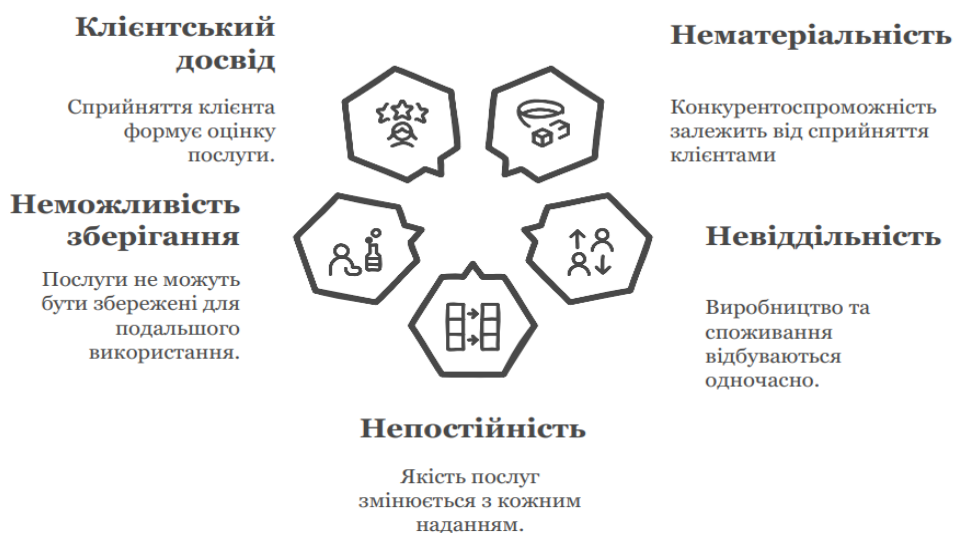 Клієнтський
досвід
Сприйняття клієнта
формує оцінку
послуги.
Нематеріальність
Конкурентоспроможність
залежить від сприйняття
клієнтами
Неможливість
зберігання
Послуги не можуть
бути збережені для
подальшого
використання.
Невіддільність
Виробництво та
споживання
відбуваються
одночасно.
Непостійність
Якість послуг
змінюється з кожним
наданням.